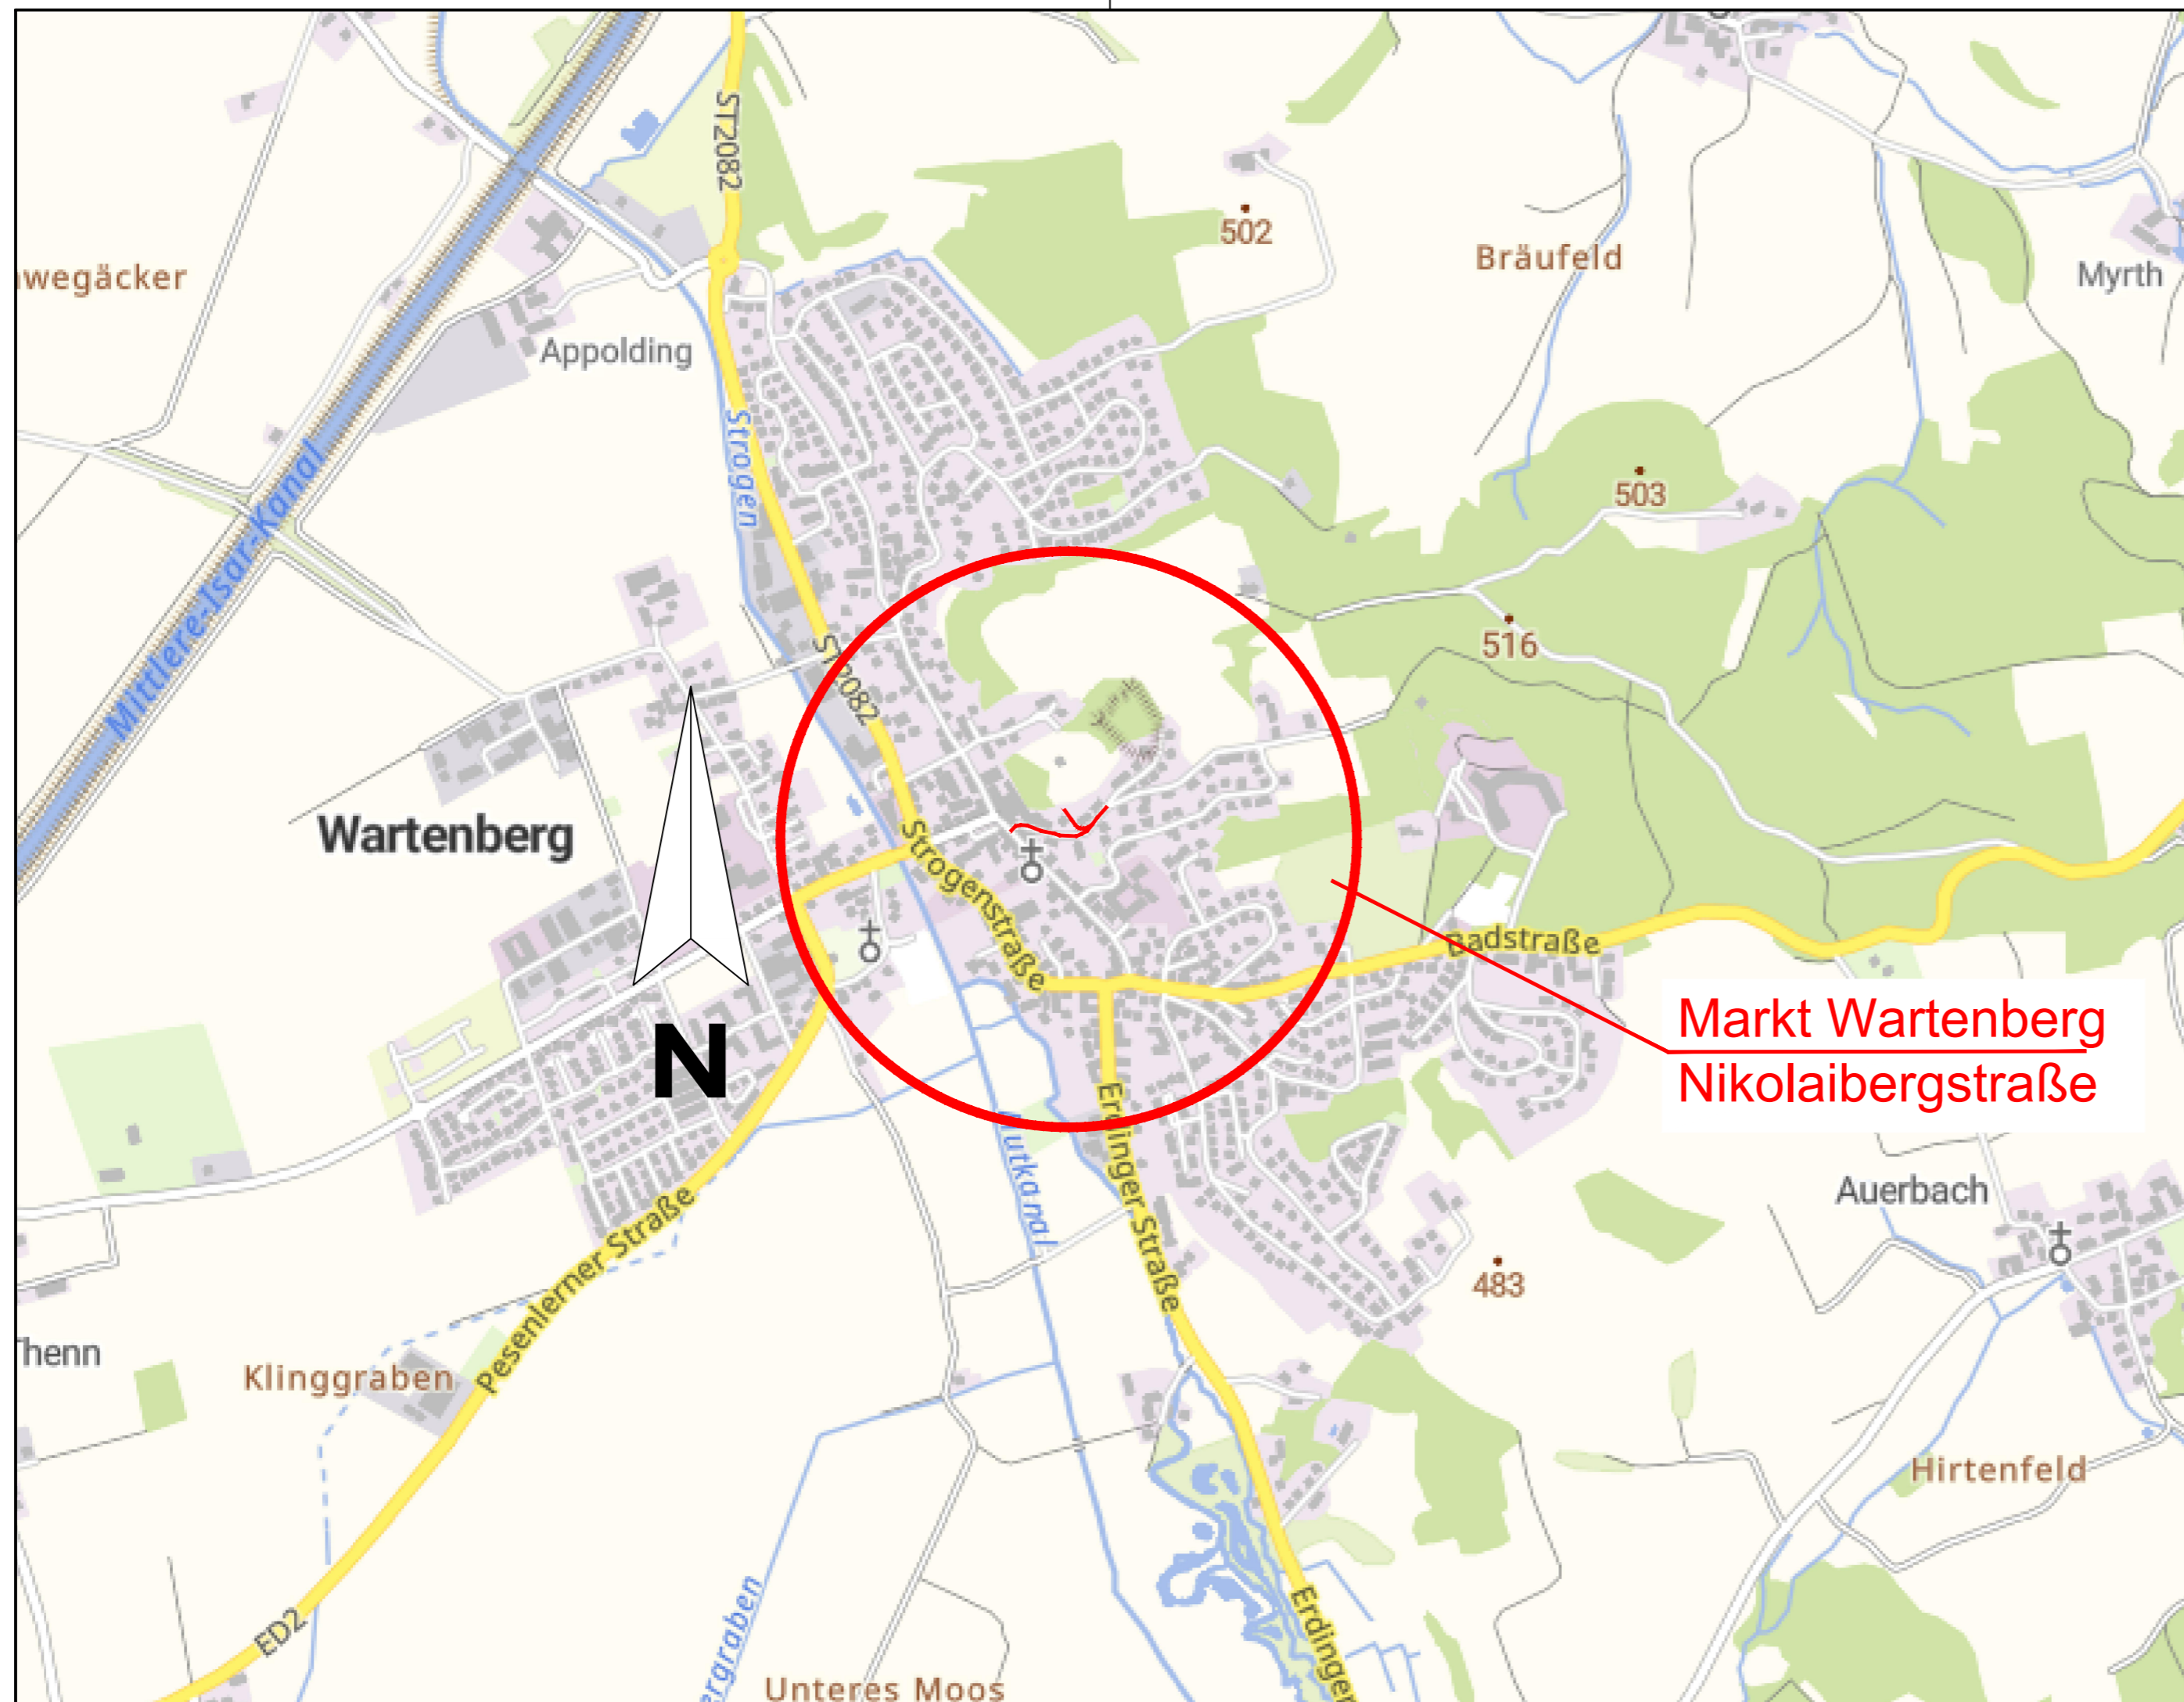 ST2082
502
Bräufeld
wegäcker
Myrth
Appolding
Strogen
503
Mittlere-Isar-Kanal
516
ST2082
Wartenberg
Strogenstraße
Badstraße
N
Markt Wartenberg
Nikolaibergstraße
Erdinger Straße
Auerbach
Pesenlerner Straße
483
Klinggraben
Hirtenfeld
ED2
Erdinger
Unteres Moos